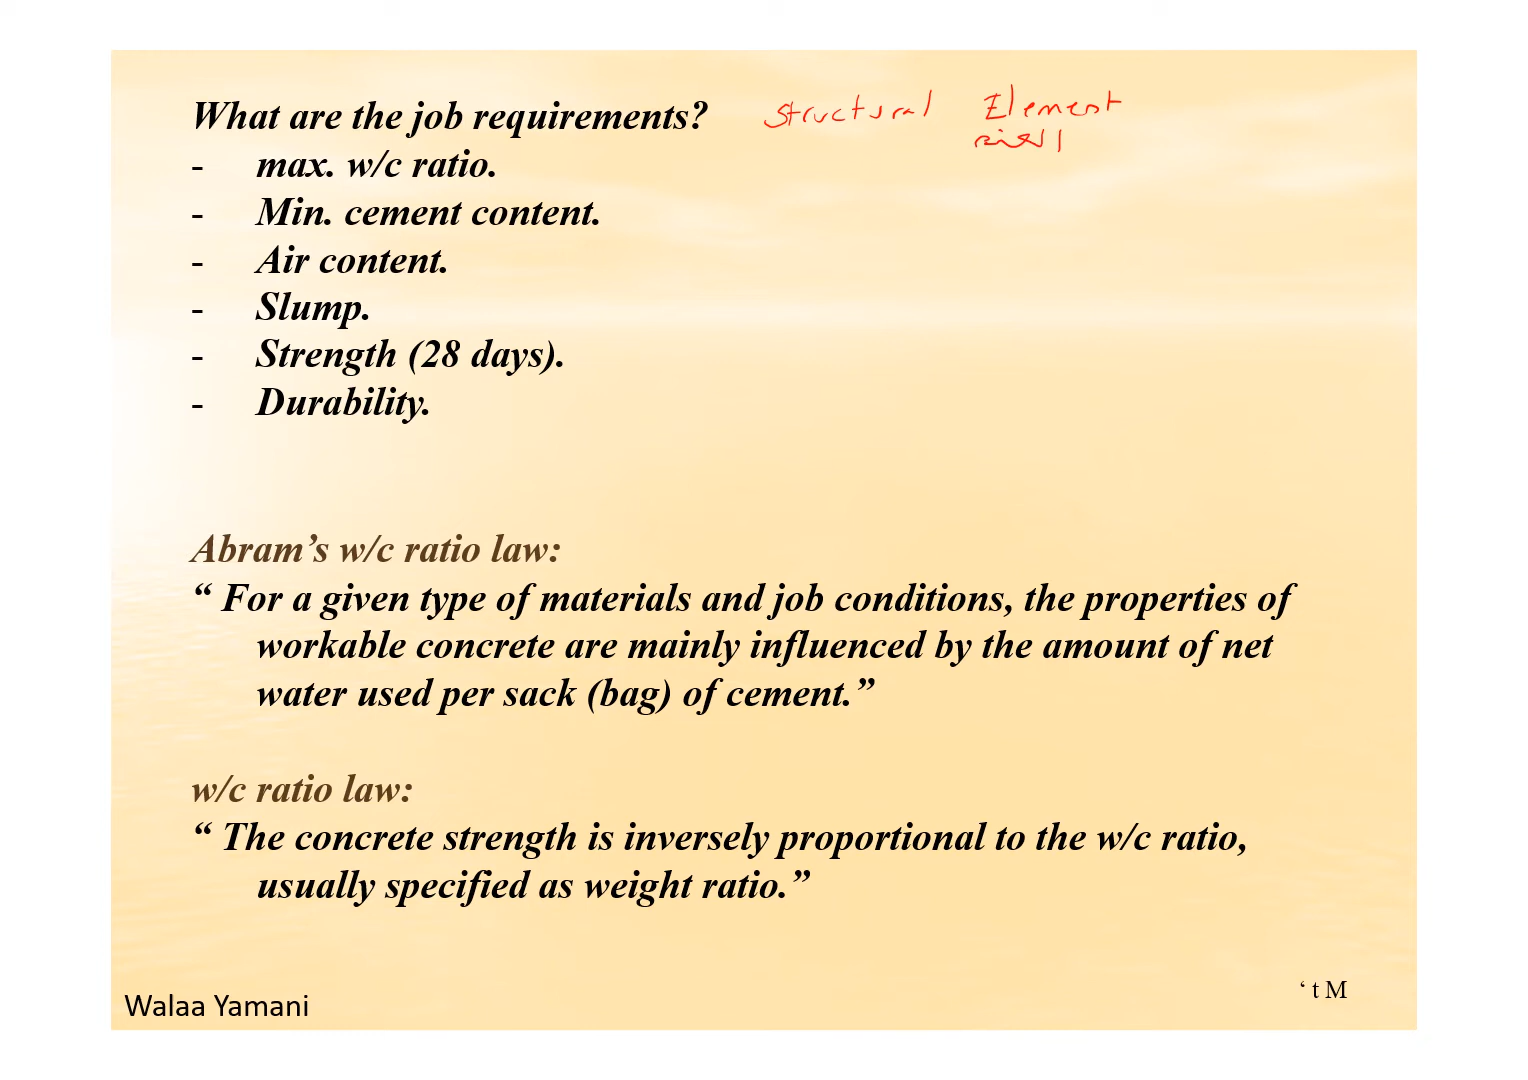 What are the job requirements? Structural Element
- max. w/c ratio.
- Min. cement content.
- Air content.
- Slump.
- Strength (28 days).
- Durability.
Abram’s w/c ratio law:
“ For a given type of materials and job conditions, the properties of
workable concrete are mainly influenced by the amount of net
water used per sack (bag) of cement.”
w/c ratio law:
“ The concrete strength is inversely proportional to the w/c ratio,
usually specified as weight ratio.”
Walaa Yamani
‘ t M